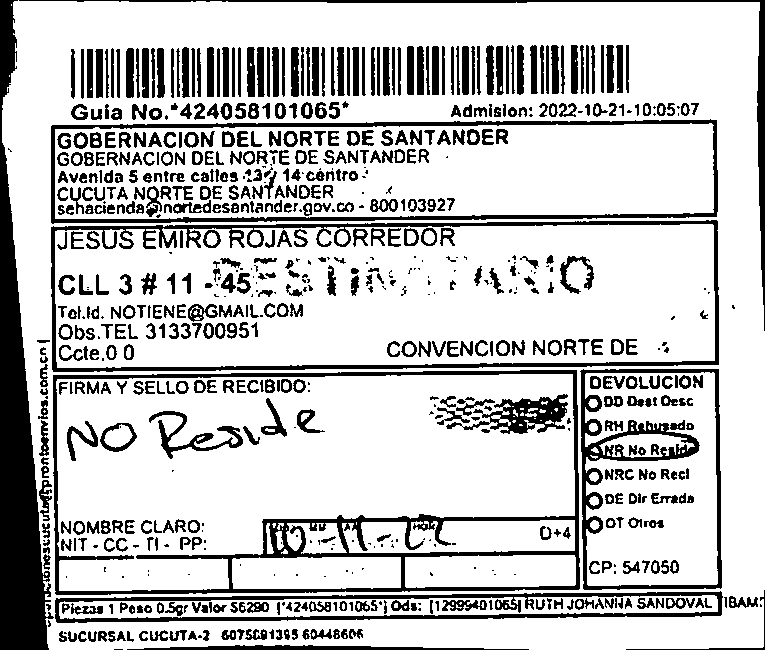 Guia No.*424058101065*
Admision: 2022-10-21-10:05:07
GOBERNACION DEL NORTE DE SANTANDER
GOBERNACION DEL NORTE DE SANTANDER
Avenida 5 entre calles 13 y 14 centro
CUCUTA NORTE DE SANTANDER
sehacienda@nortedesantander.gov.co - 800103927
JESUS EMIRO ROJAS CORREDOR
CLL 3 # 11 - 45
DESTINATARIO
Tel.Id. NOTIENE@GMAIL.COM
Obs.TEL 3133700951
Ccte,0 0
CONVENCION NORTE DE
FIRMA Y SELLO DE RECIBIDO:
NO Reside
DEVOLUCION
DD Dest Desc
RH Rehusado
NR No Reside
NRC No Recl
DE Dir Errada
OT Otros
NOMBRE CLARO:
NIT - CC - TI - PP:
10-11-22
D+4
CP: 547050
Piezas 1 Peso 0.5gr Valor $6290 [*424058101065*] Ods: [12999401065] RUTH JOHANNA SANDOVAL
SUCURSAL CUCUTA-2 6075891395 60448606